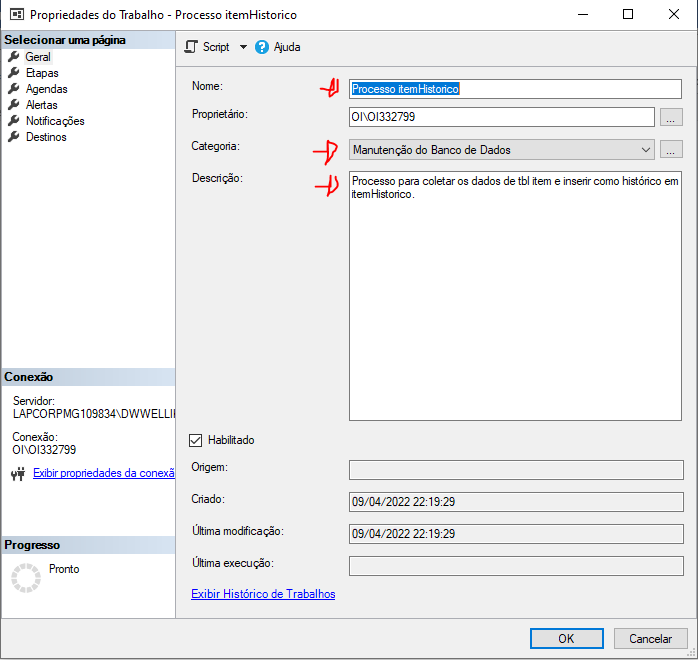 Propriedades do Trabalho - Processo itemHistorico
Selecionar uma página
Geral
Etapas
Agendas
Alertas
Notificações
Destinos
Script
Ajuda
Nome:
Processo itemHistorico
Proprietário:
OI\OI332799
...
Categoria:
Manutenção do Banco de Dados
...
Descrição:
Processo para coletar os dados de tbl item e inserir como histórico em
itemHistorico.
Conexão
Servidor:
LAPCORPMG109834\DWWELLI
Conexão:
OI\OI332799
Exibir propriedades da conexã
Progresso
Pronto
Habilitado
Origem:
Criado:
09/04/2022 22:19:29
Última modificação:
09/04/2022 22:19:29
Última execução:
Exibir Histórico de Trabalhos
OK
Cancelar